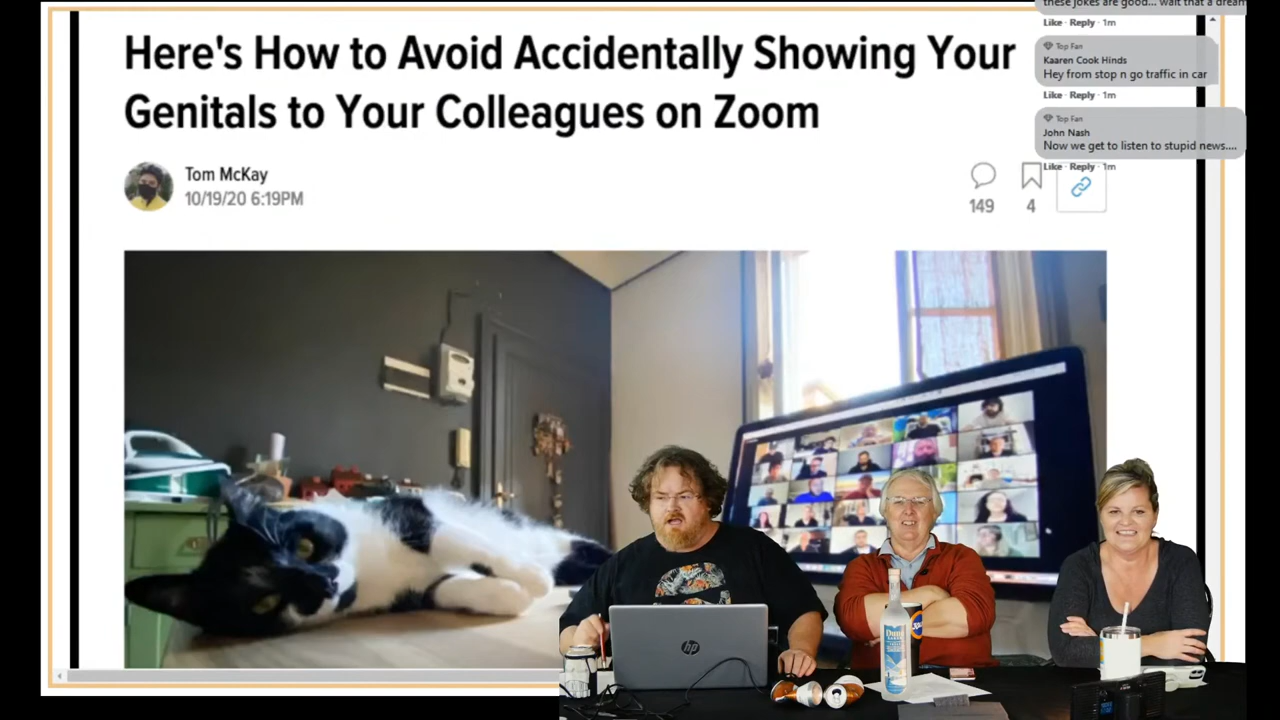 Here's How to Avoid Accidentally Showing Your
Genitals to Your Colleagues on Zoom
Tom McKay
10/19/20 6:19PM
149
4
these jokes are good... wait that a dream
Like · Reply · 1m
Top Fan
Kaaren Cook Hinds
Hey from stop n go traffic in car
Like · Reply · 1m
Top Fan
John Nash
Now we get to listen to stupid news....
Like · Reply · 1m
hp